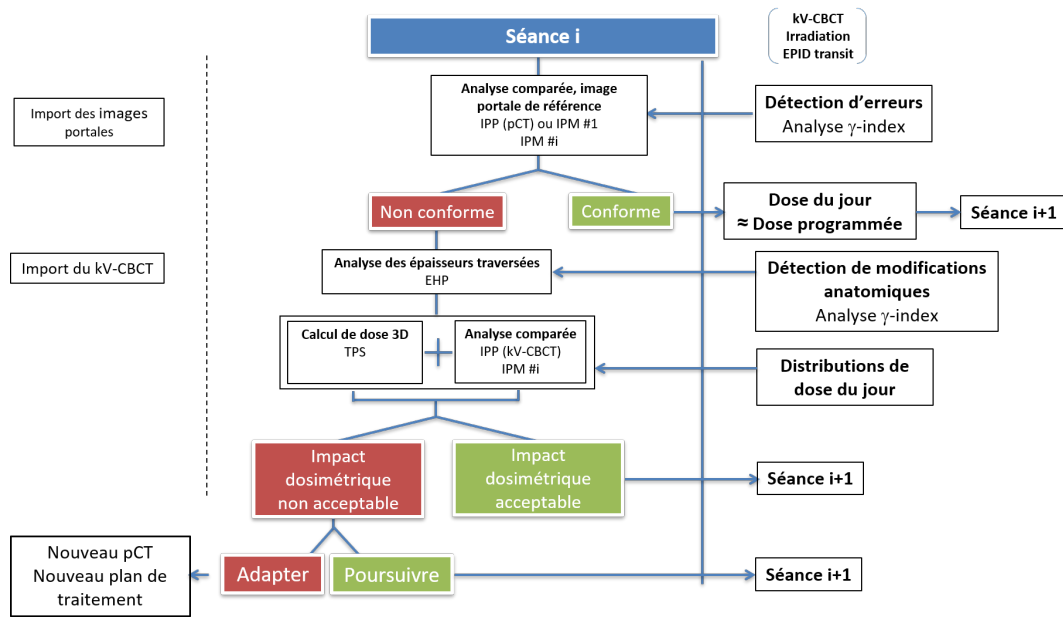 Séance i
kV-CBCT
Irradiation
EPID transit
Import des images
portales
Analyse comparée, image
portale de référence
IPP (pCT) ou IPM #1
IPM #i
Détection d'erreurs
Analyse γ-index
Non conforme
Conforme
Dose du jour
≈ Dose programmée
Séance i+1
Import du kV-CBCT
Analyse des épaisseurs traversées
EHP
Détection de modifications
anatomiques
Analyse γ-index
Calcul de dose 3D
TPS
+
Analyse comparée
IPP (kV-CBCT)
IPM #i
Distributions de
dose du jour
Impact
dosimétrique
non acceptable
Impact
dosimétrique
acceptable
Séance i+1
Nouveau pCT
Nouveau plan de
traitement
Adapter
Poursuivre
Séance i+1